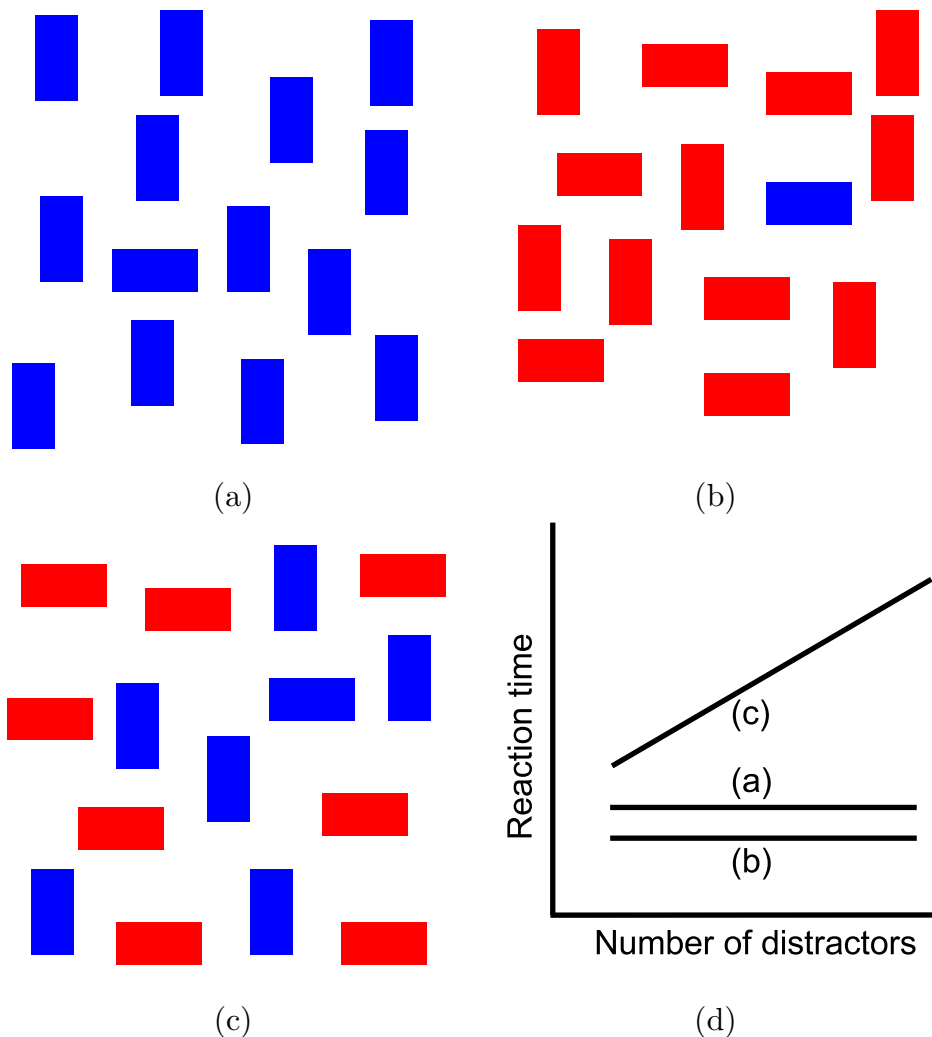 (a)
(b)
Reaction time
(c)
(a)
(b)
Number of distractors
(c)
(d)